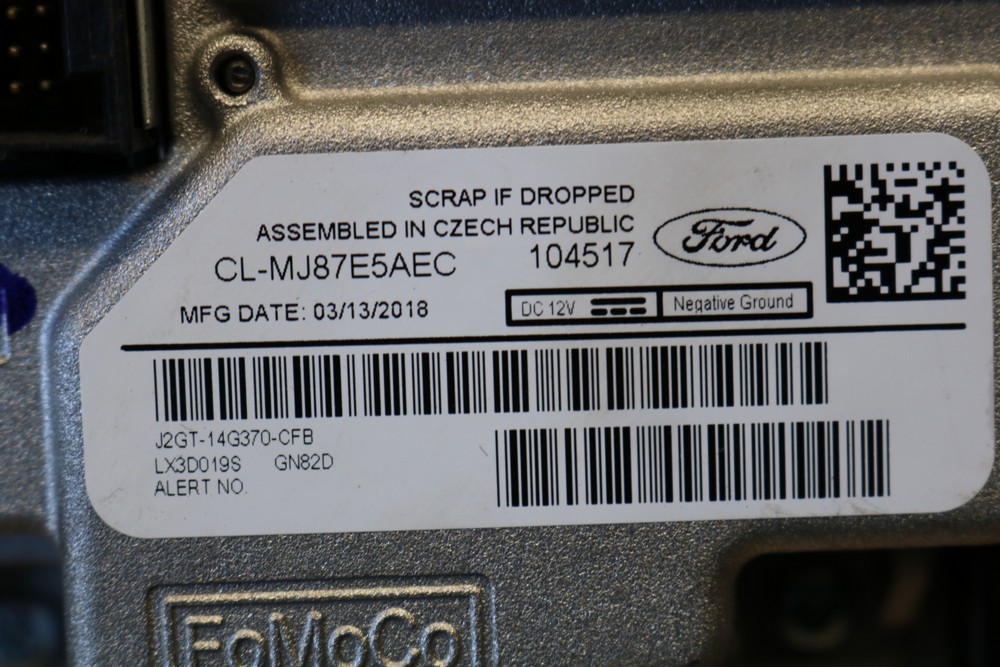 SCRAP IF DROPPED
ASSEMBLED IN CZECH REPUBLIC
CL-MJ87E5AEC 104517
Ford
MFG DATE: 03/13/2018
DC 12V Negative Ground
J2GT-14G370-CFB
LX3D019S GN82D
ALERT NO.
FoMoCo